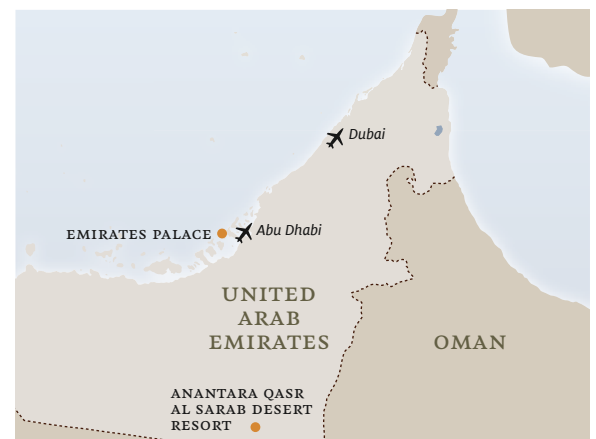 Dubai
EMIRATES PALACE
Abu Dhabi
UNITED
ARAB
EMIRATES
OMAN
ANANTARA QASR
AL SARAB DESERT
RESORT